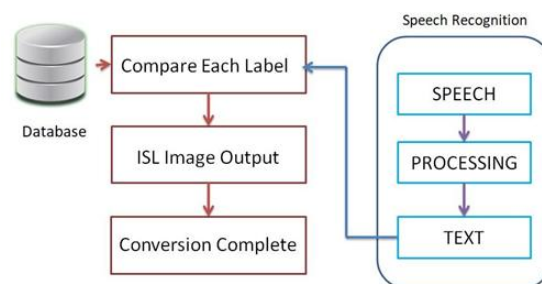 Speech Recognition
Compare Each Label
SPEECH
Database
ISL Image Output
PROCESSING
Conversion Complete
TEXT